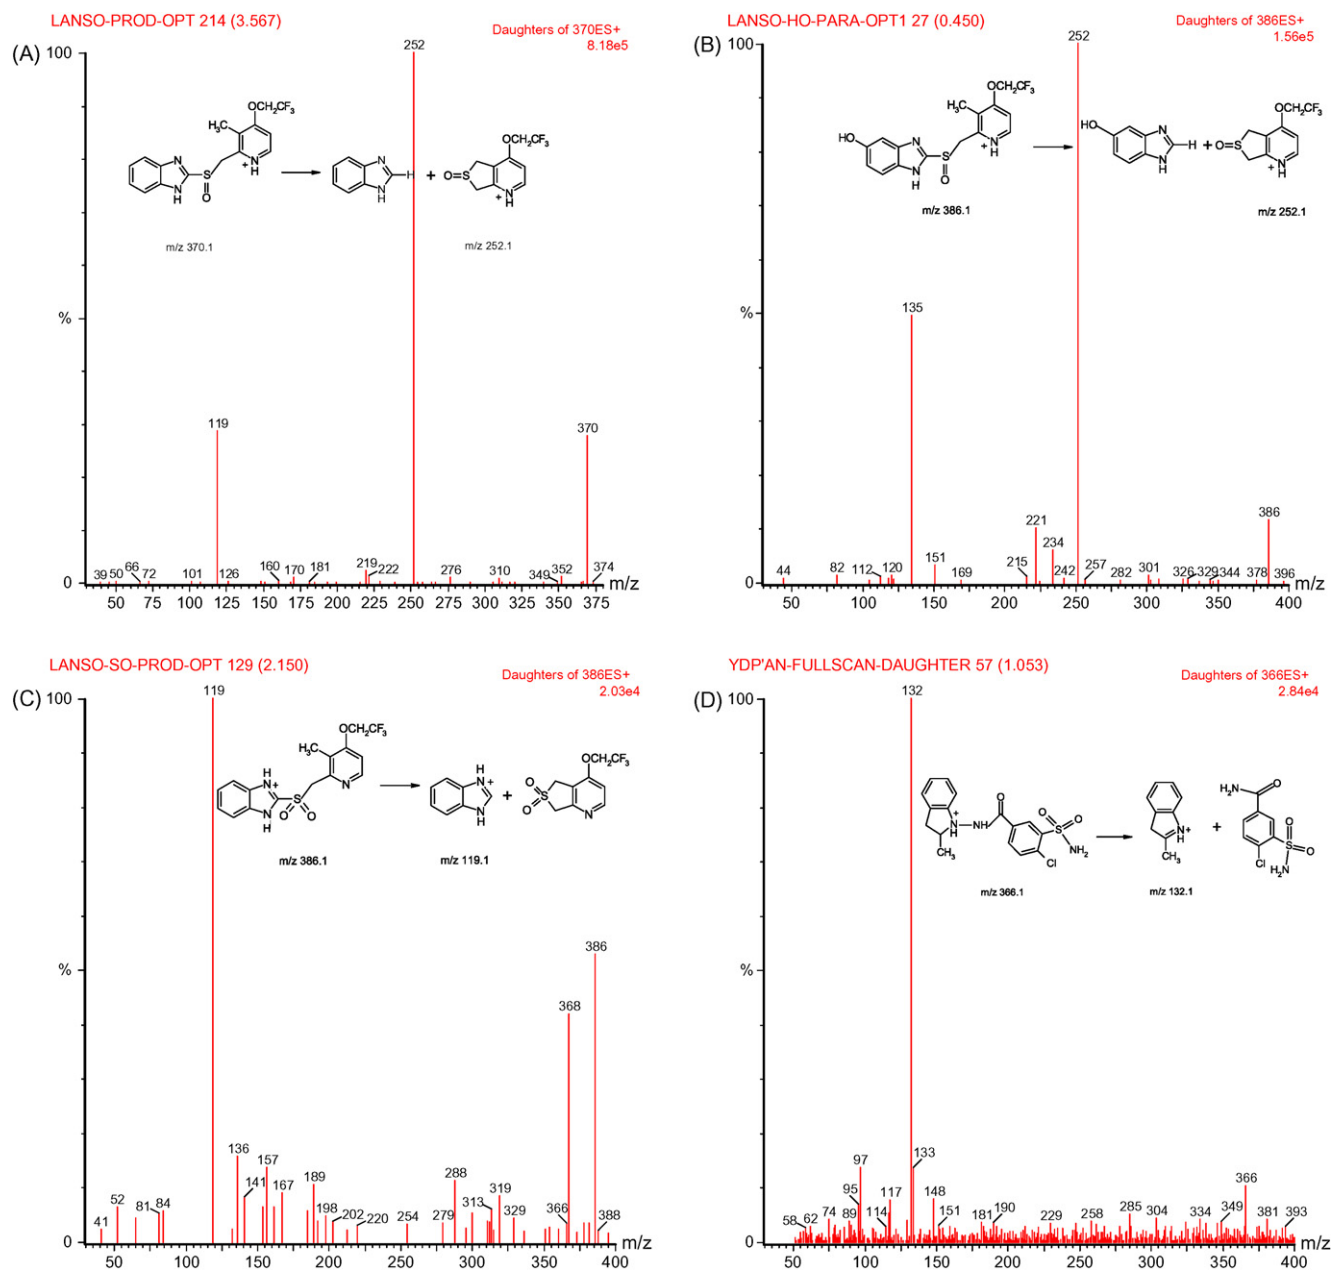 LANSO-PROD-OPT 214 (3.567)
Daughters of 370ES+
8.18e5
(A)
100
252
OCH₂CF₃
H₃C
N
N
H
S
O
+
N
H
N
N
H
H
+
OCH₂CF₃
O=S
+
N
H
m/z 370.1
m/z 252.1
%
119
370
39 50 66 72 101 126 160 170 181 219 222 276 310 349 352 374
0
50 75 100 125 150 175 200 225 250 275 300 325 350 375
m/z
LANSO-HO-PARA-OPT1 27 (0.450)
Daughters of 386ES+
1.56e5
(B)
100
252
OCH₂CF₃
H₃C
HO
N
N
H
S
O
+
N
H
HO
N
N
H
H
+
OCH₂CF₃
O=S
+
N
H
m/z 386.1
m/z 252.1
%
135
44 82 112 120 151 169 215 221 234 242 257 282 301 326 329 344 378 386 396
0
50 100 150 200 250 300 350 400
m/z
LANSO-SO-PROD-OPT 129 (2.150)
Daughters of 386ES+
2.03e4
(C)
100
119
OCH₂CF₃
H₃C
H
N+
N
H
S
O O
N
H
N+
N
H
+
OCH₂CF₃
O
S
O
N
m/z 386.1
m/z 119.1
%
386
368
41 52 81 84 136 141 157 167 189 198 202 220 254 279 288 313 319 329 366 388
0
50 100 150 200 250 300 350 400
m/z
YDP'AN-FULLSCAN-DAUGHTER 57 (1.053)
Daughters of 366ES+
2.84e4
(D)
100
132
+
N
H
NH
CH₃
O
O
S
O
NH₂
Cl
N+
H
CH₃
+
H₂N
O
O
S
O
Cl
H₂N
m/z 366.1
m/z 132.1
%
58 62 74 89 95 97 114 117 133 148 151 181 190 229 258 285 304 334 349 366 381 393
0
50 100 150 200 250 300 350 400
m/z